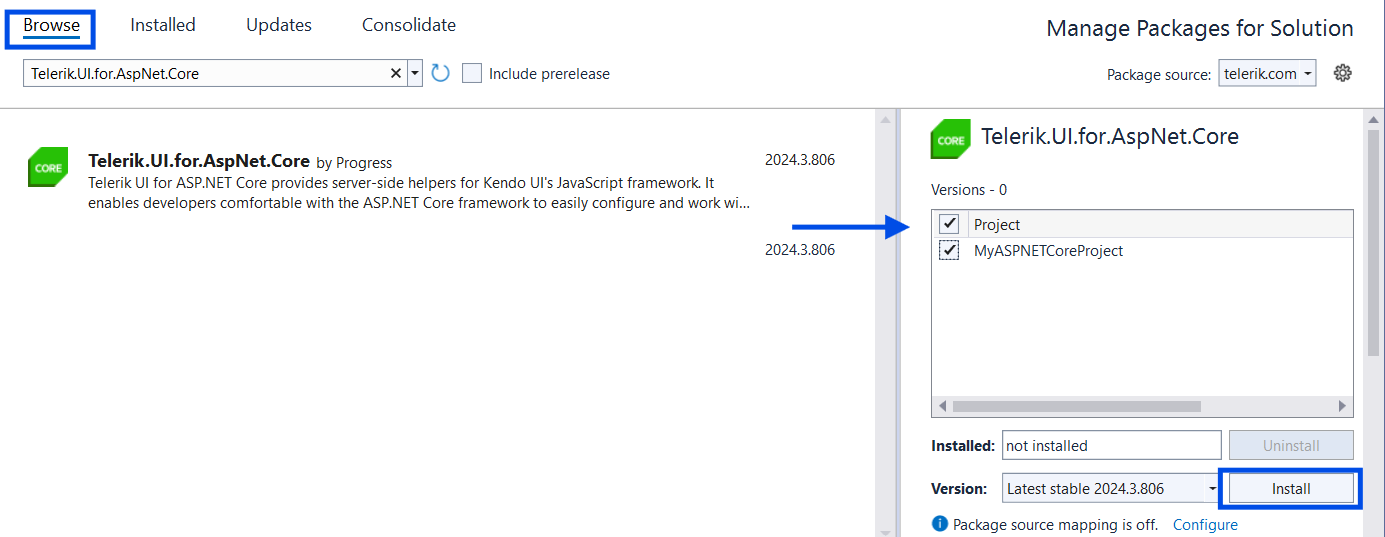 Browse Installed Updates Consolidate
Manage Packages for Solution
Telerik.UI.for.AspNet.Core
Include prerelease
Package source: telerik.com
CORE
Telerik.UI.for.AspNet.Core by Progress
2024.3.806
Telerik UI for ASP.NET Core provides server-side helpers for Kendo UI's JavaScript framework. It
enables developers comfortable with the ASP.NET Core framework to easily configure and work wi...
2024.3.806
CORE
Telerik.UI.for.AspNet.Core
Versions - 0
Project
MyASPNETCoreProject
Installed: not installed Uninstall
Version: Latest stable 2024.3.806 Install
Package source mapping is off. Configure